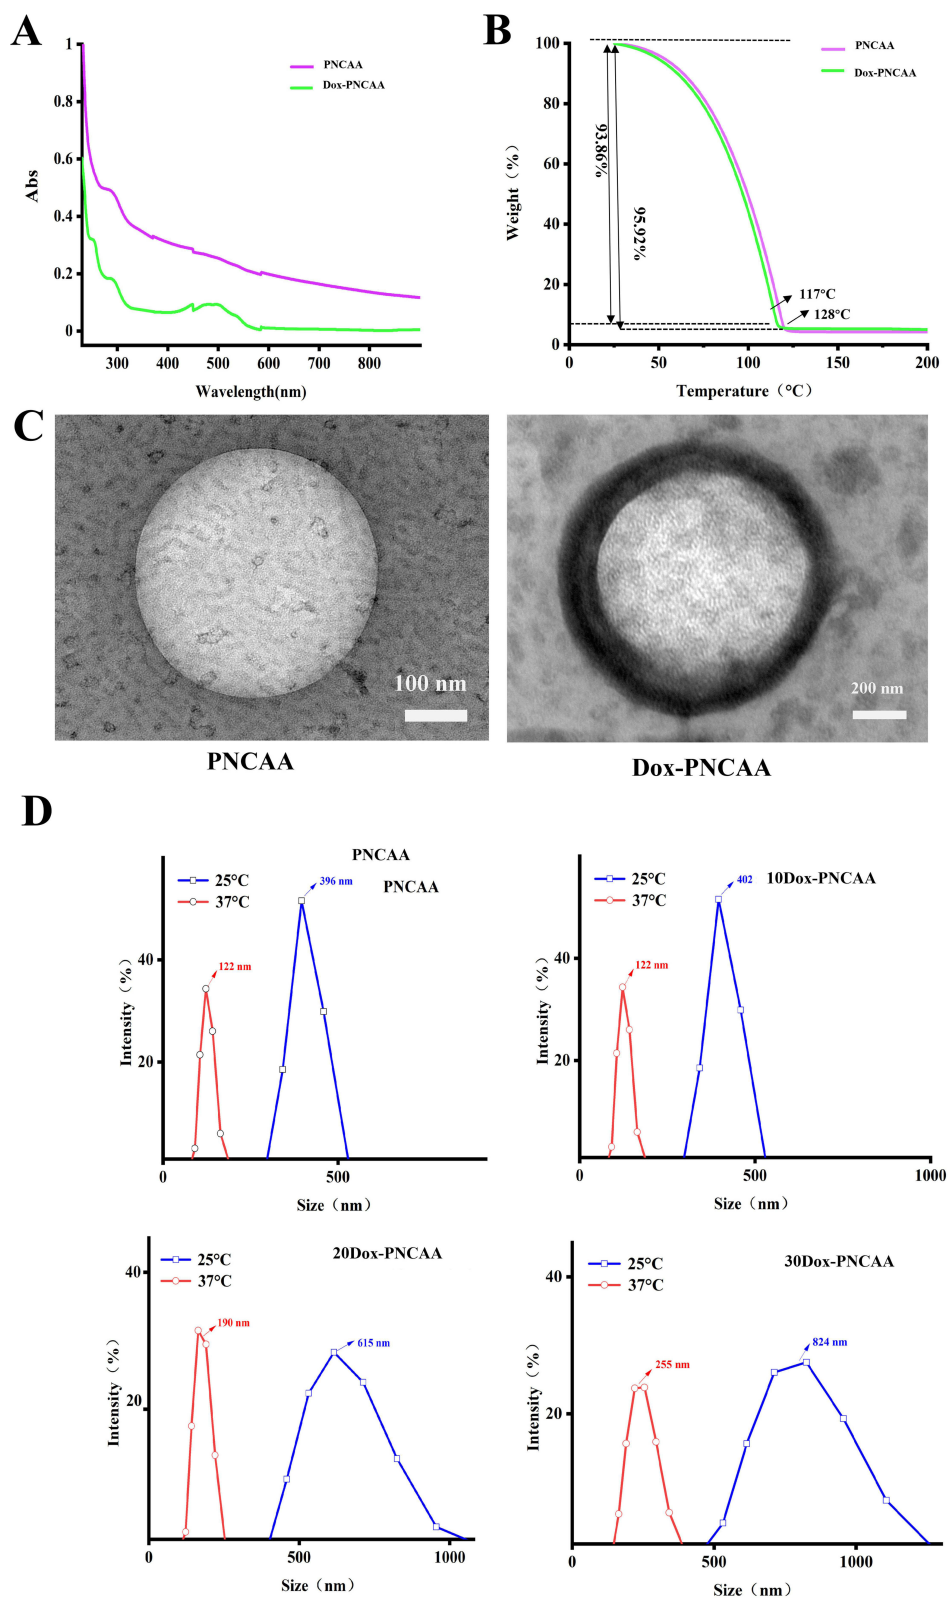 A
1
0.8
0.6
0.4
0.2
0
Abs
300 400 500 600 700 800
Wavelength(nm)
PNCAA
Dox-PNCAA
B
100
80
60
40
20
0
Weight（%）
0 50 100 150 200
Temperature（°C）
PNCAA
Dox-PNCAA
93.86%
95.92%
117°C
128°C
C
100 nm
PNCAA
200 nm
Dox-PNCAA
D
PNCAA
PNCAA
25°C
37°C
396 nm
122 nm
40
20
Intensity（%）
0 500
Size（nm）
10Dox-PNCAA
25°C
37°C
402
122 nm
40
20
Intensity（%）
0 500 1000
Size（nm）
20Dox-PNCAA
25°C
37°C
190 nm
615 nm
40
20
Intensity（%）
0 500 1000
Size（nm）
30Dox-PNCAA
25°C
37°C
255 nm
824 nm
40
20
Intensity（%）
0 500 1000
Size（nm）